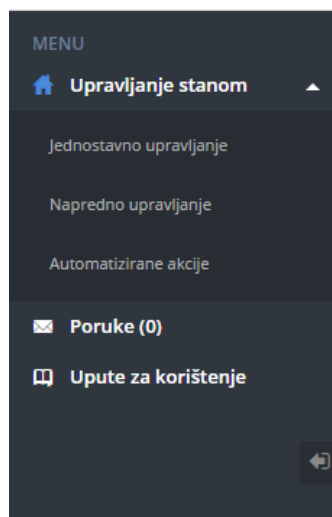 MENU
Upravljanje stanom
Jednostavno upravljanje
Napredno upravljanje
Automatizirane akcije
Poruke (0)
Upute za korištenje